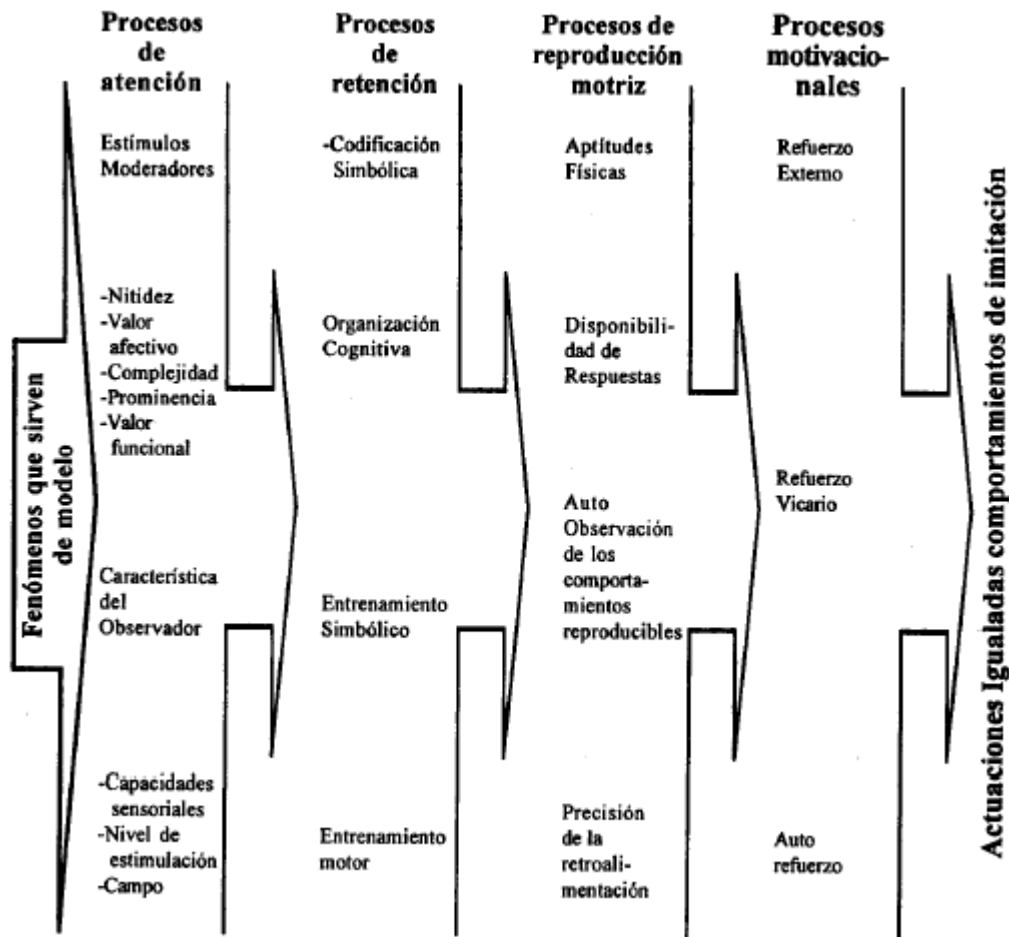 Procesos
de
atención
Procesos
de
retención
Procesos de
reproducción
motriz
Procesos
motivacio-
nales
Fenómenos que sirven
de modelo
Estímulos
Moderadores
-Nitidez
-Valor
afectivo
-Complejidad
-Prominencia
-Valor
funcional
Característica
del
Observador
-Capacidades
sensoriales
-Nivel de
estimulación
-Campo
-Codificación
Simbólica
Organización
Cognitiva
Entrenamiento
Simbólico
Entrenamiento
motor
Aptítudes
Físicas
Disponibili-
dad de
Respuestas
Auto
Observación
de los
comporta-
mientos
reproducibles
Precisión
de la
retroali-
mentación
Refuerzo
Externo
Refuerzo
Vicario
Auto
refuerzo
Actuaciones Igualadas comportamientos de imitación